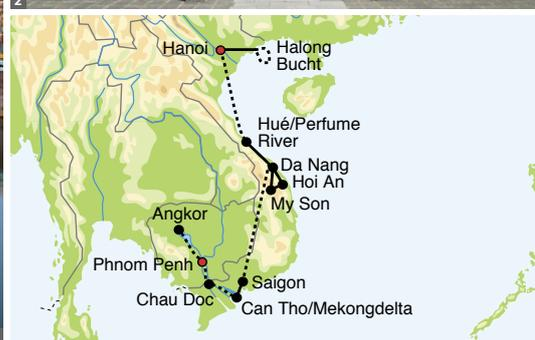 2
Hanoi
Halong
Bucht
Hué/Perfume
River
Da Nang
Hoi An
My Son
Angkor
Phnom Penh
Saigon
Chau Doc
Can Tho/Mekongdelta